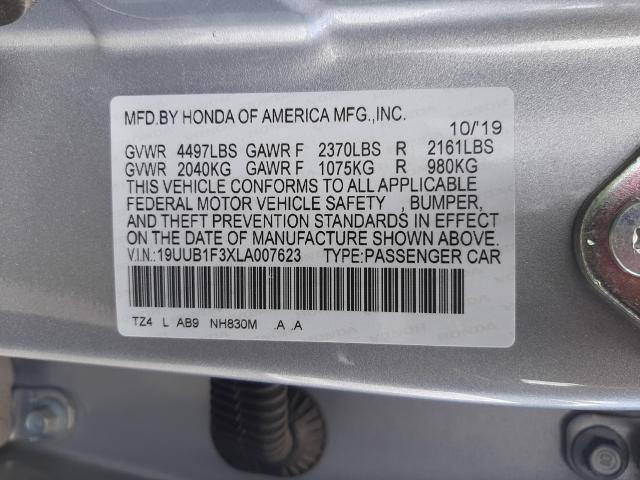 MFD.BY HONDA OF AMERICA MFG.,INC.
10/'19
GVWR 4497LBS GAWR F 2370LBS R 2161LBS
GVWR 2040KG GAWR F 1075KG R 980KG
THIS VEHICLE CONFORMS TO ALL APPLICABLE
FEDERAL MOTOR VEHICLE SAFETY , BUMPER,
AND THEFT PREVENTION STANDARDS IN EFFECT
ON THE DATE OF MANUFACTURE SHOWN ABOVE.
V.I.N.:19UUB1F3XLA007623 TYPE:PASSENGER CAR
TZ4 L AB9 NH830M .A .A